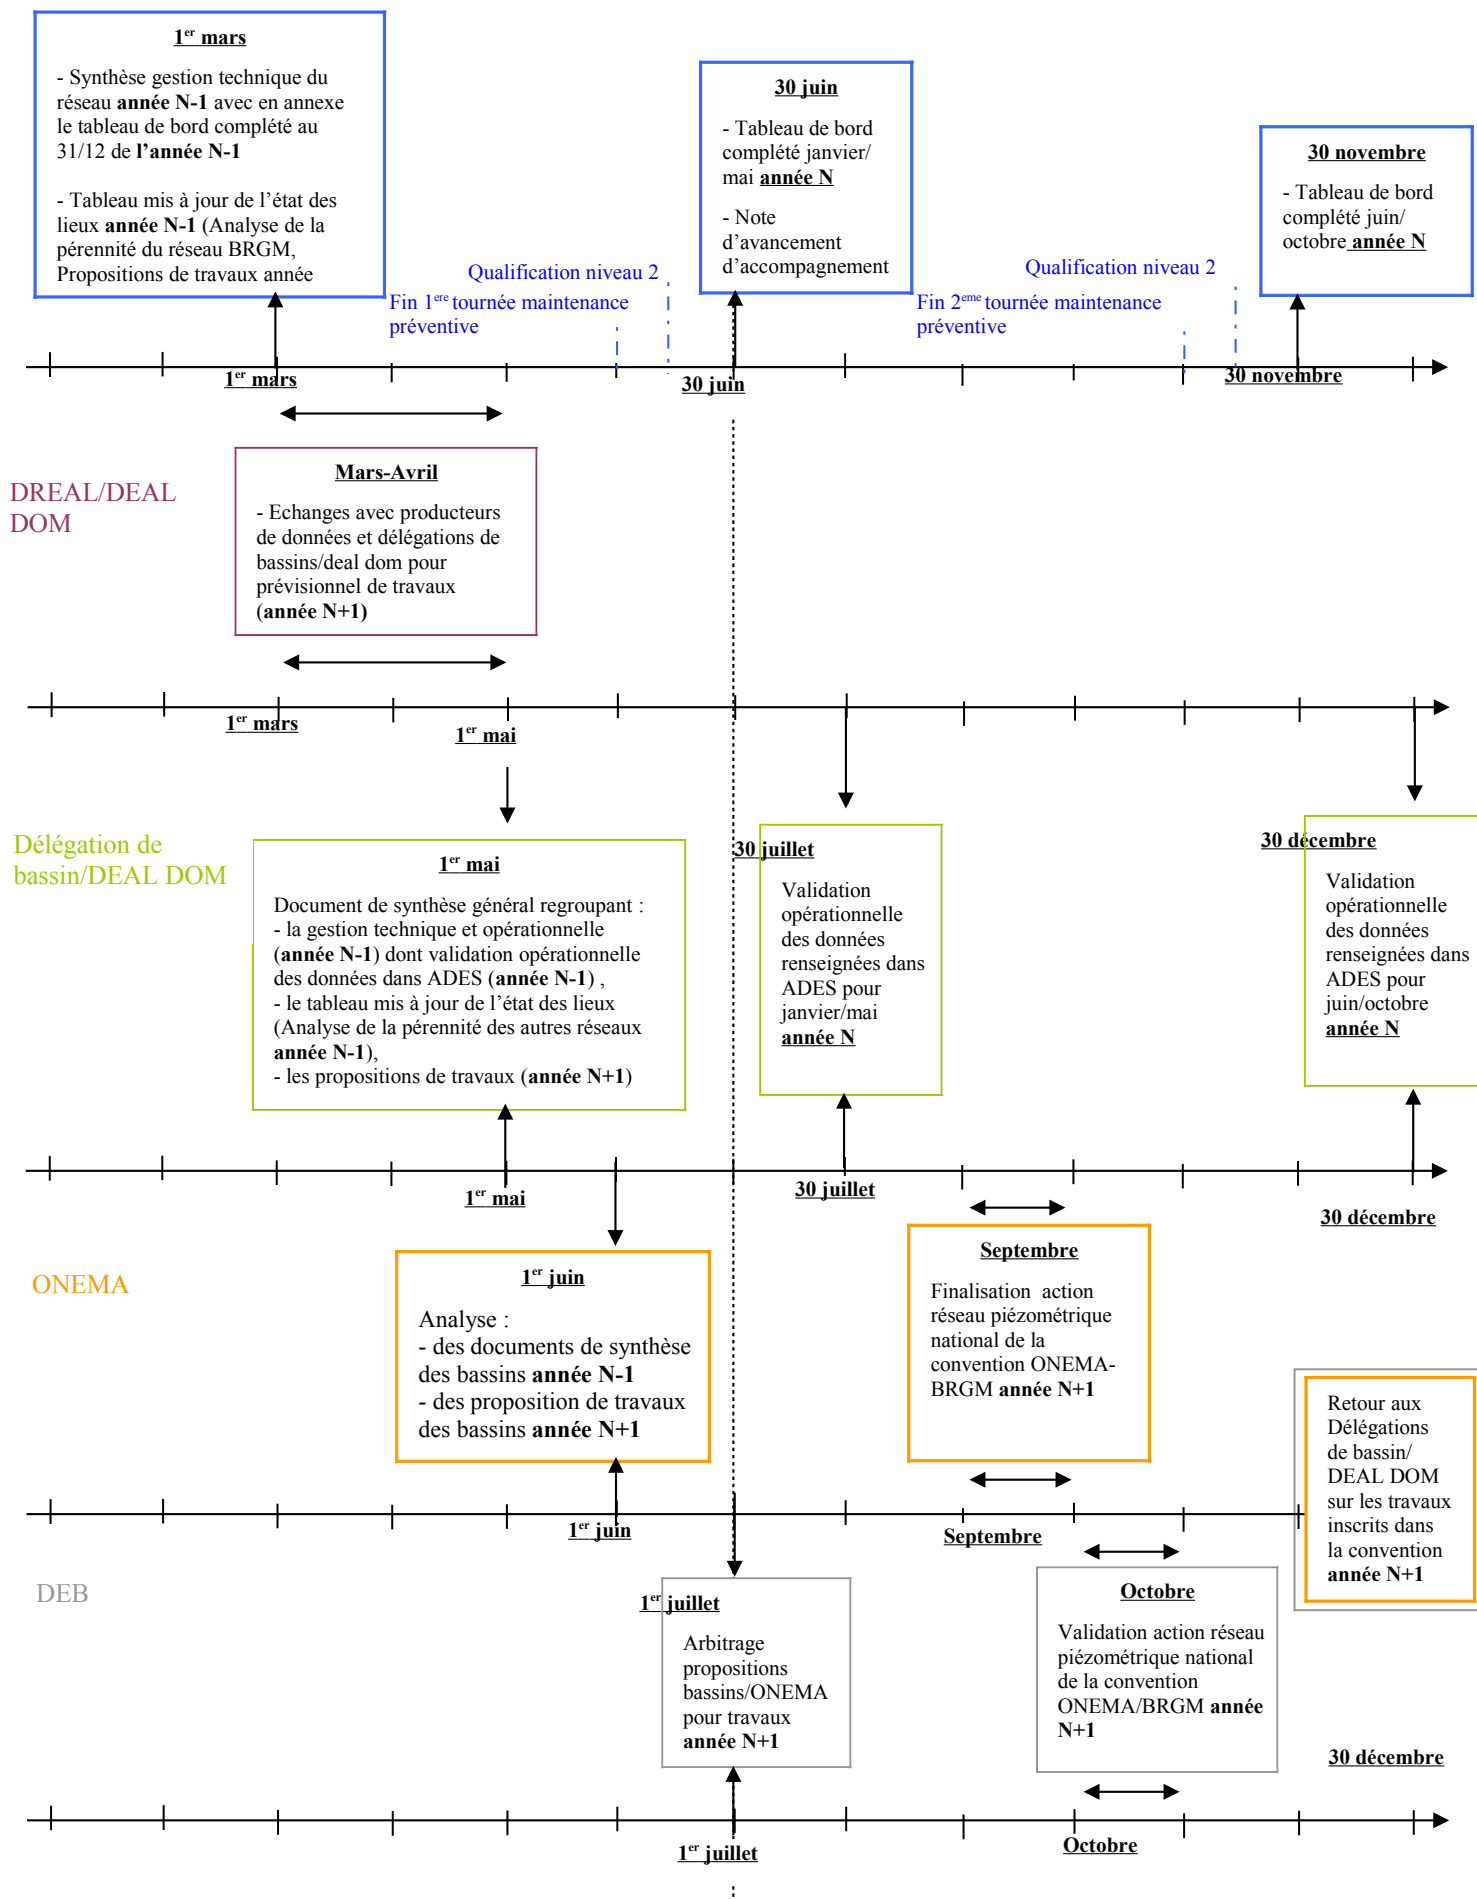 1er mars
- Synthèse gestion technique du
réseau année N-1 avec en annexe
le tableau de bord complété au
31/12 de l’année N-1
- Tableau mis à jour de l’état des
lieux année N-1 (Analyse de la
pérennité du réseau BRGM,
Propositions de travaux année
30 juin
- Tableau de bord
complété janvier/
mai année N
- Note
d’avancement
d’accompagnement
30 novembre
- Tableau de bord
complété juin/
octobre année N
Qualification niveau 2
Fin 1ere tournée maintenance
préventive
Qualification niveau 2
Fin 2eme tournée maintenance
préventive
1er mars
30 juin
30 novembre
DREAL/DEAL
DOM
Mars-Avril
- Echanges avec producteurs
de données et délégations de
bassins/deal dom pour
prévisionnel de travaux
(année N+1)
1er mars
1er mai
Délégation de
bassin/DEAL DOM
1er mai
Document de synthèse général regroupant :
- la gestion technique et opérationnelle
(année N-1) dont validation opérationnelle
des données dans ADES (année N-1) ,
- le tableau mis à jour de l’état des lieux
(Analyse de la pérennité des autres réseaux
année N-1),
- les propositions de travaux (année N+1)
30 juillet
Validation
opérationnelle
des données
renseignées dans
ADES pour
janvier/mai
année N
30 décembre
Validation
opérationnelle
des données
renseignées dans
ADES pour
juin/octobre
année N
1er mai
30 juillet
30 décembre
ONEMA
1er juin
Analyse :
- des documents de synthèse
des bassins année N-1
- des proposition de travaux
des bassins année N+1
Septembre
Finalisation action
réseau piézométrique
national de la
convention ONEMA-
BRGM année N+1
Retour aux
Délégations
de bassin/
DEAL DOM
sur les travaux
inscrits dans
la convention
année N+1
1er juin
Septembre
DEB
1er juillet
Arbitrage
propositions
bassins/ONEMA
pour travaux
année N+1
Octobre
Validation action réseau
piézométrique national
de la convention
ONEMA/BRGM année
N+1
30 décembre
1er juillet
Octobre